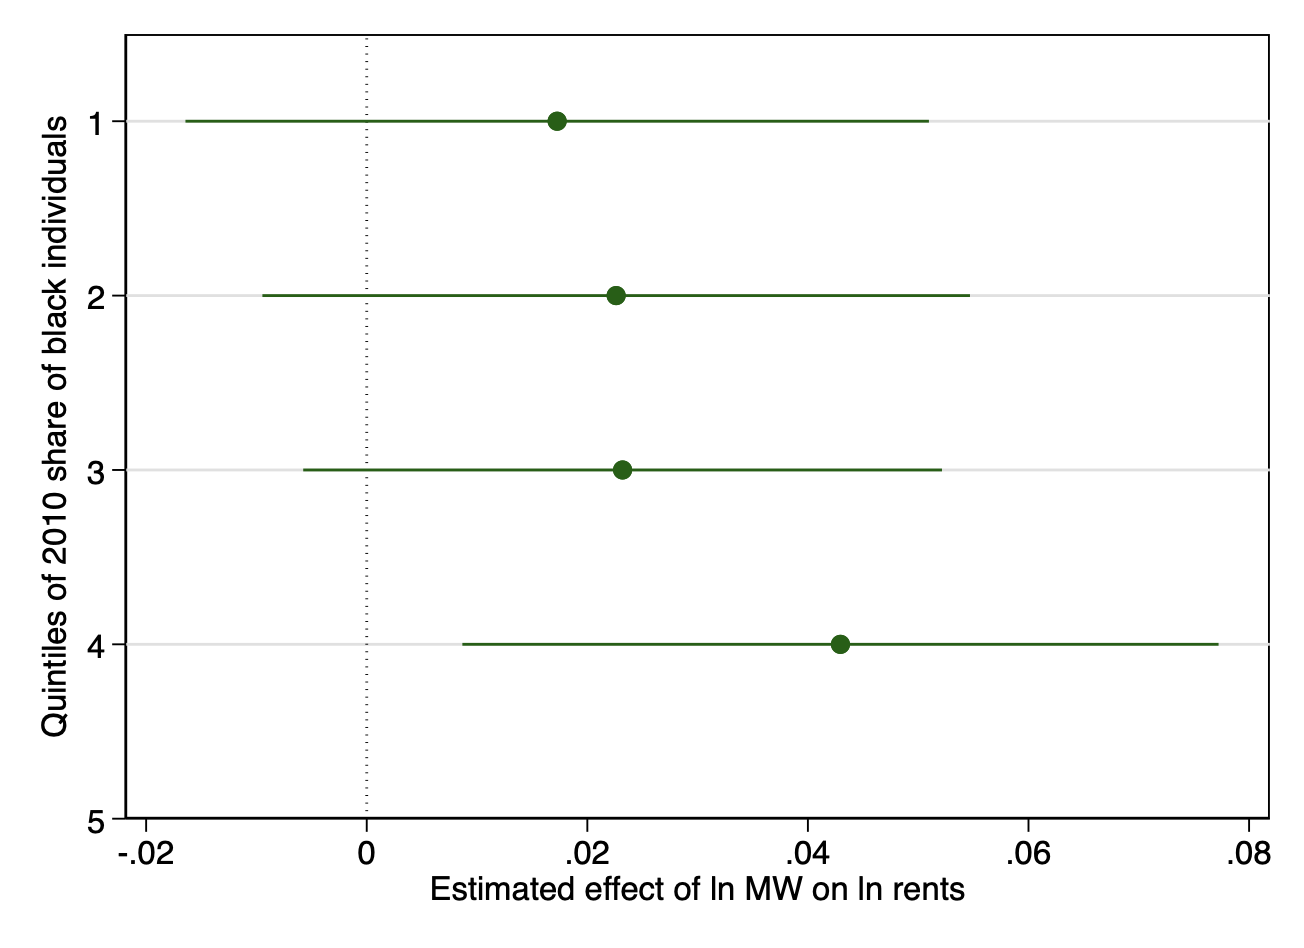 Quintiles of 2010 share of black individuals
1
2
3
4
5
-.02 0 .02 .04 .06 .08
Estimated effect of ln MW on ln rents